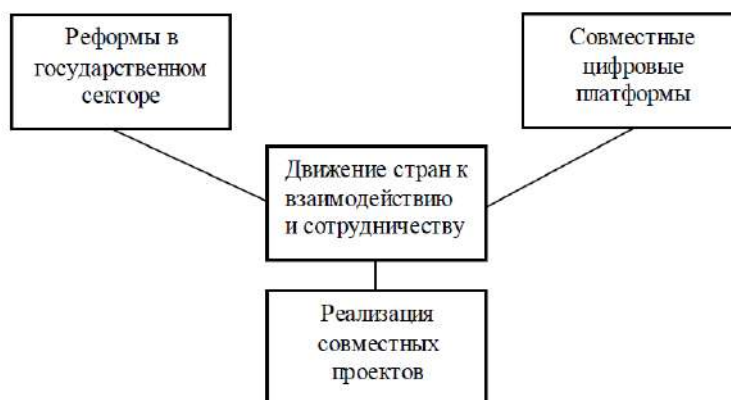 Реформы в
государственном
секторе
Совместные
цифровые
платформы
Движение стран к
взаимодействию
и сотрудничеству
Реализация
совместных
проектов